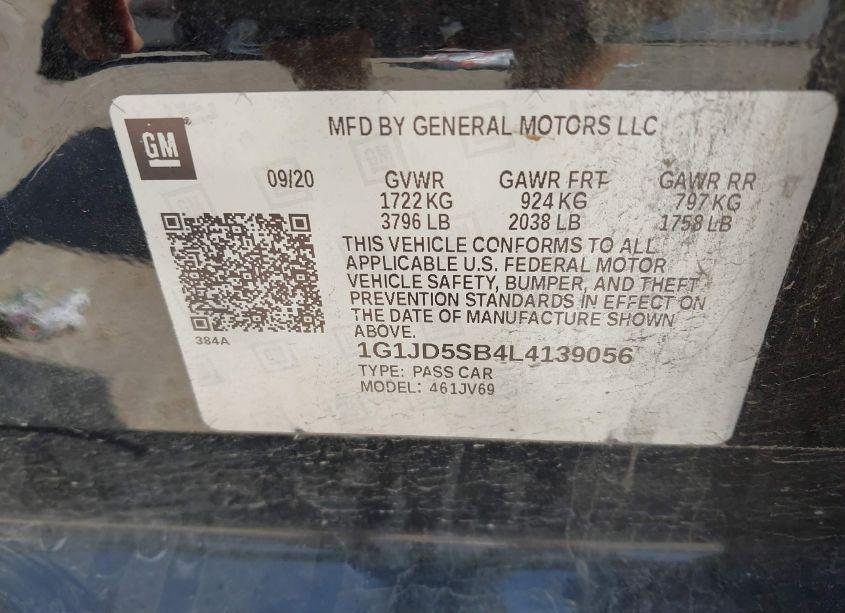 GM
MFD BY GENERAL MOTORS LLC
09/20 GVWR GAWR FRT GAWR RR
1722 KG 924 KG 797 KG
3796 LB 2038 LB 1758 LB
THIS VEHICLE CONFORMS TO ALL
APPLICABLE U.S. FEDERAL MOTOR
VEHICLE SAFETY, BUMPER, AND THEFT
PREVENTION STANDARDS IN EFFECT ON
THE DATE OF MANUFACTURE SHOWN
ABOVE.
384A
1G1JD5SB4L4139056
TYPE: PASS CAR
MODEL: 461JV69